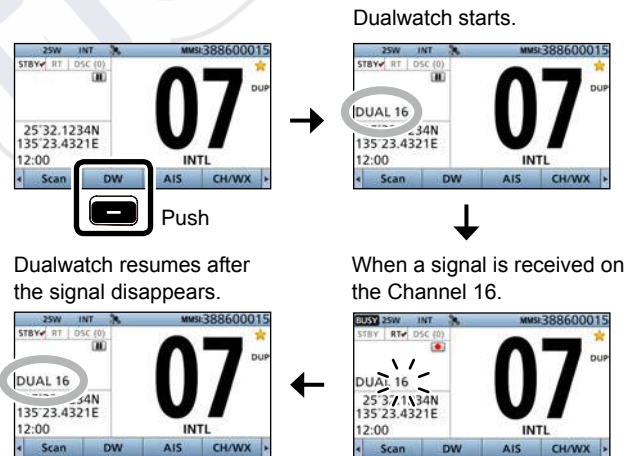 25W INT MMSI:388600015
STBY✔ RT DSC (0)
07
DUP
25°32.1234N
135°23.4321E
12:00
INTL
Scan DW AIS CH/WX
Push
Dualwatch starts.
25W INT MMSI:388600015
STBY✔ RT DSC (0)
07
DUP
DUAL 16
34N
135°23.4321E
12:00
INTL
Scan DW AIS CH/WX
When a signal is received on
the Channel 16.
BUSY 25W INT MMSI:388600015
STBY RT✔ DSC (0)
07
DUP
DUAL 16
135°23.4321E
12:00
INTL
Scan DW AIS CH/WX
Dualwatch resumes after
the signal disappears.
25W INT MMSI:388600015
STBY✔ RT DSC (0)
07
DUP
DUAL 16
34N
135°23.4321E
12:00
INTL
Scan DW AIS CH/WX